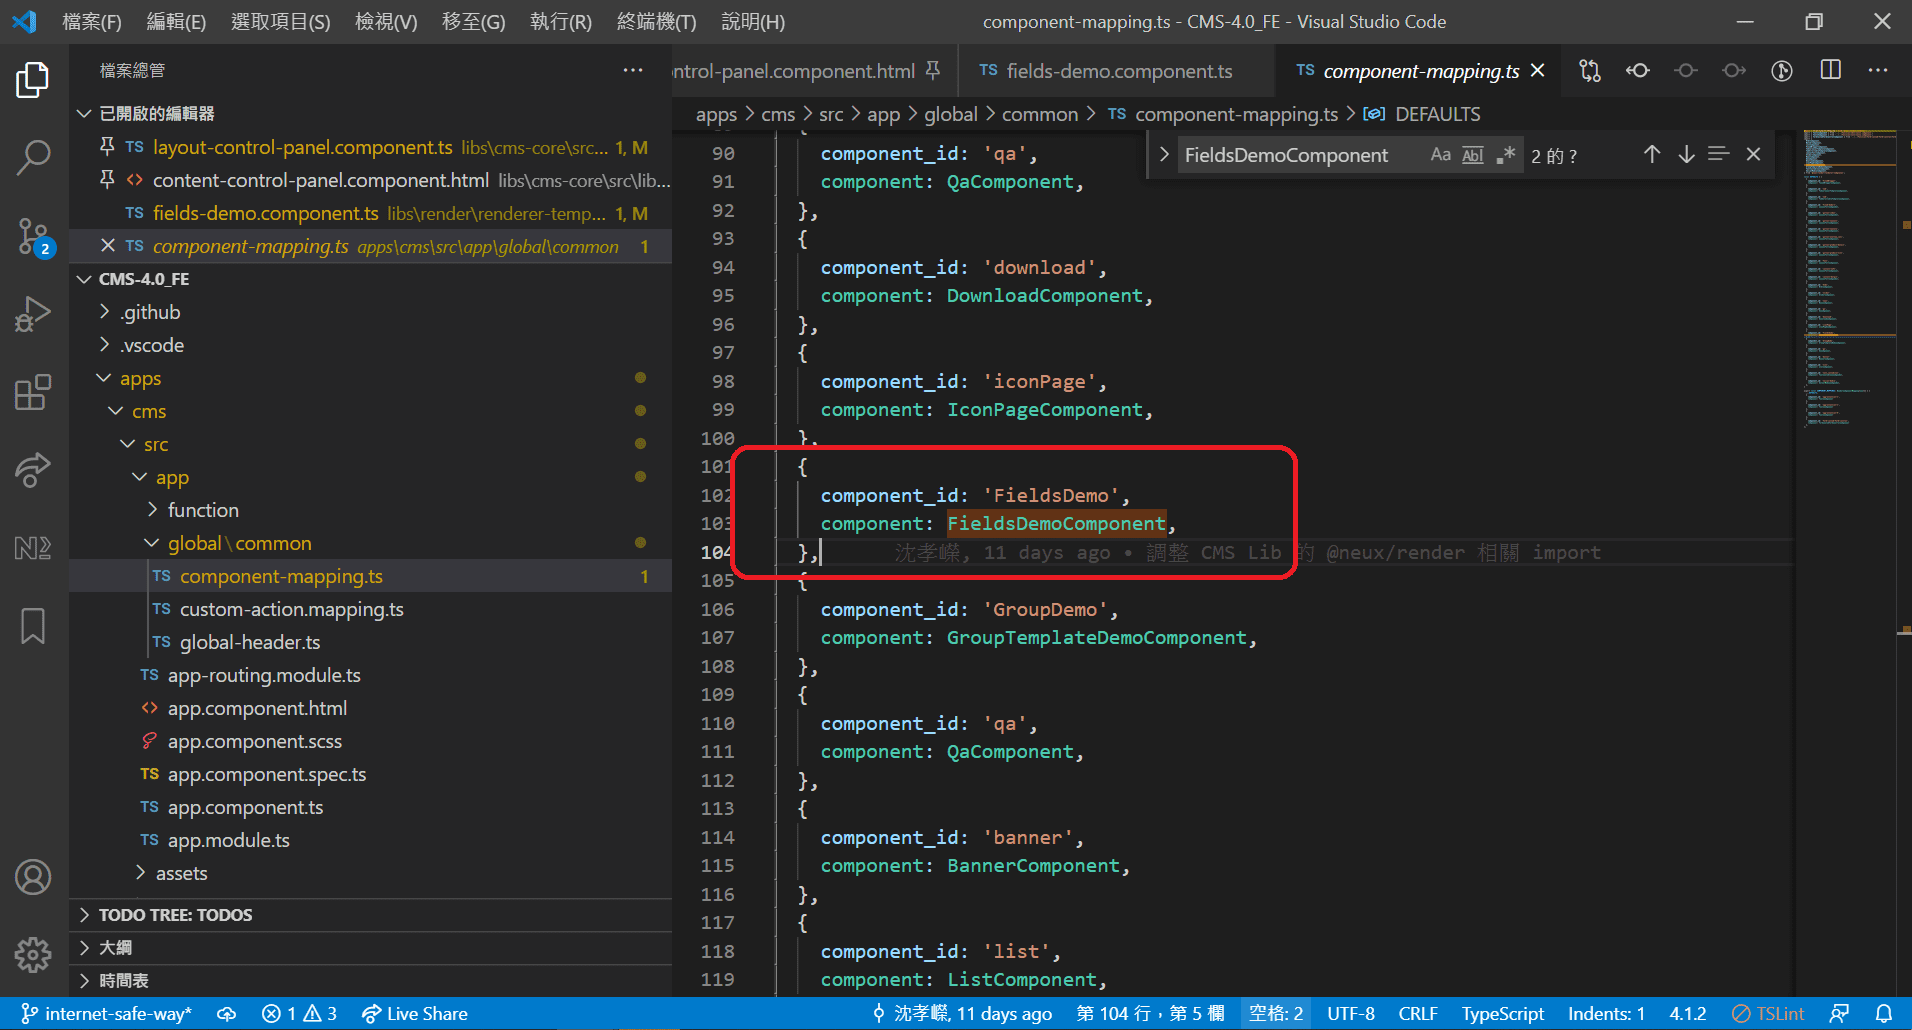 檔案(F) 編輯(E) 選取項目(S) 檢視(V) 移至(G) 執行(R) 終端機(T) 說明(H) component-mapping.ts - CMS-4.0_FE - Visual Studio Code
檔案總管
已開啟的編輯器
TS layout-control-panel.component.ts libs\cms-core\src... 1, M
<> content-control-panel.component.html libs\cms-core\src\lib...
TS fields-demo.component.ts libs\render\renderer-temp... 1, M
TS component-mapping.ts apps\cms\src\app\global\common 1
CMS-4.0_FE
.github
.vscode
apps
cms
src
app
function
global\common
TS component-mapping.ts 1
TS custom-action.mapping.ts
TS global-header.ts
TS app-routing.module.ts
<> app.component.html
app.component.scss
TS app.component.spec.ts
TS app.component.ts
TS app.module.ts
assets
TODO TREE: TODOS
大綱
時間表
2
ntrol-panel.component.html TS fields-demo.component.ts TS component-mapping.ts
apps > cms > src > app > global > common > TS component-mapping.ts > DEFAULTS
FieldsDemoComponent Aa Abl .* 2 的 ?
{
90 component_id: 'qa',
91 component: QaComponent,
92 },
93 {
94 component_id: 'download',
95 component: DownloadComponent,
96 },
97 {
98 component_id: 'iconPage',
99 component: IconPageComponent,
100 },
101 {
102 component_id: 'FieldsDemo',
103 component: FieldsDemoComponent,
104 }, 沈孝嶸, 11 days ago • 調整 CMS Lib 的 @neux/render 相關 import
105 {
106 component_id: 'GroupDemo',
107 component: GroupTemplateDemoComponent,
108 },
109 {
110 component_id: 'qa',
111 component: QaComponent,
112 },
113 {
114 component_id: 'banner',
115 component: BannerComponent,
116 },
117 {
118 component_id: 'list',
119 component: ListComponent,
internet-safe-way* 1 3 Live Share 沈孝嶸, 11 days ago 第 104 行，第 5 欄 空格: 2 UTF-8 CRLF TypeScript Indents: 1 4.1.2 TSLint